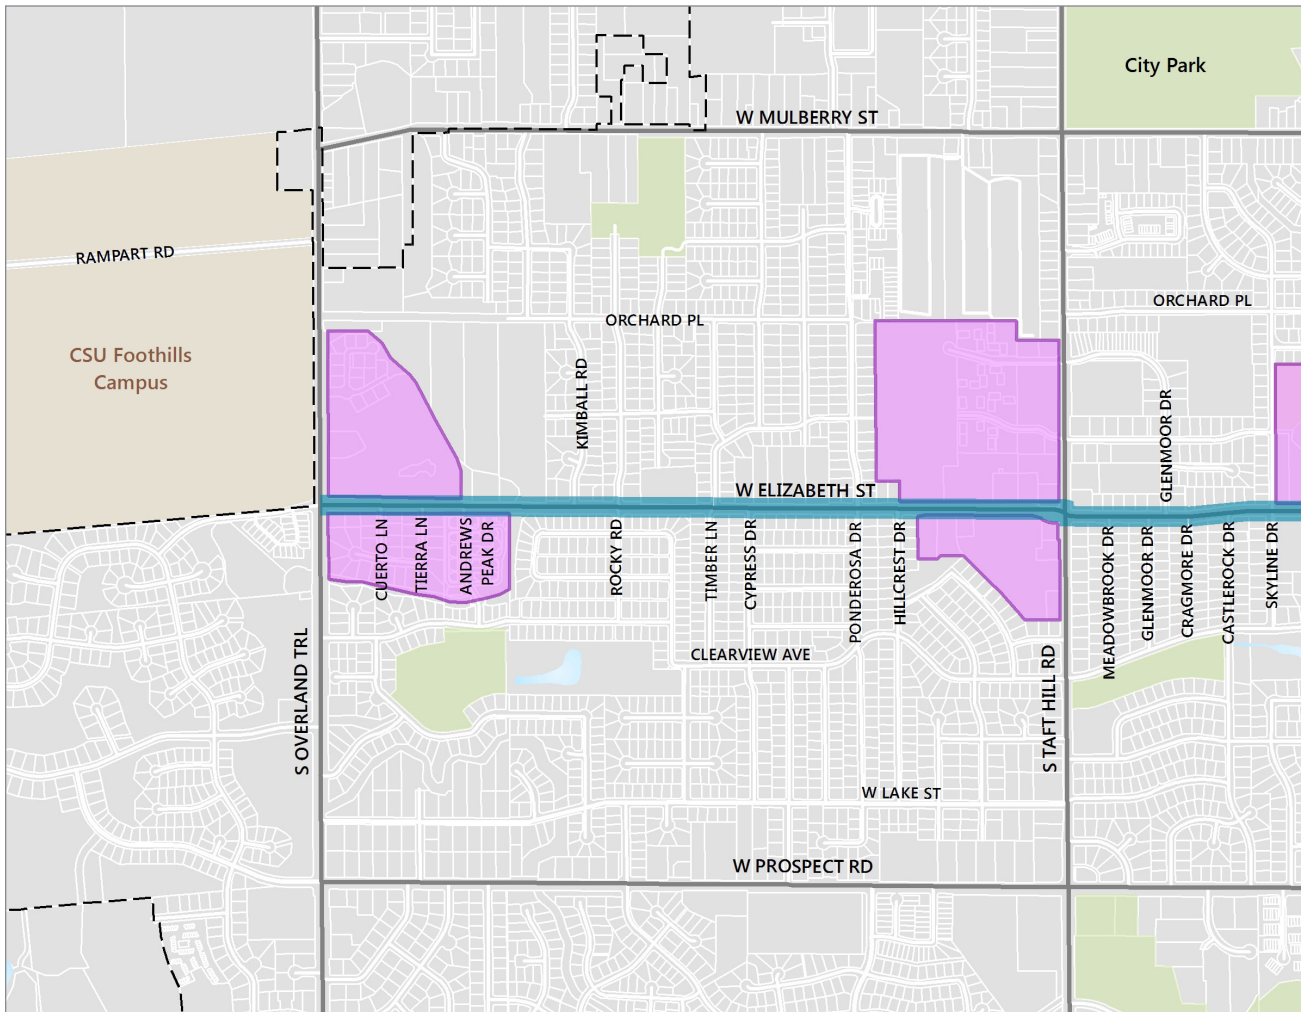 City Park
W MULBERRY ST
RAMPART RD
ORCHARD PL
ORCHARD PL
CSU Foothills
Campus
KIMBALL RD
GLENMOOR DR
W ELIZABETH ST
CUERTO LN
TIERRA LN
ANDREWS
PEAK DR
ROCKY RD
TIMBER LN
CYPRESS DR
PONDEROSA DR
HILLCREST DR
MEADOWBROOK DR
GLENMOOR DR
CRAGMORE DR
CASTLEROCK DR
SKYLINE DR
S OVERLAND TRL
CLEARVIEW AVE
S TAFT HILL RD
W LAKE ST
W PROSPECT RD